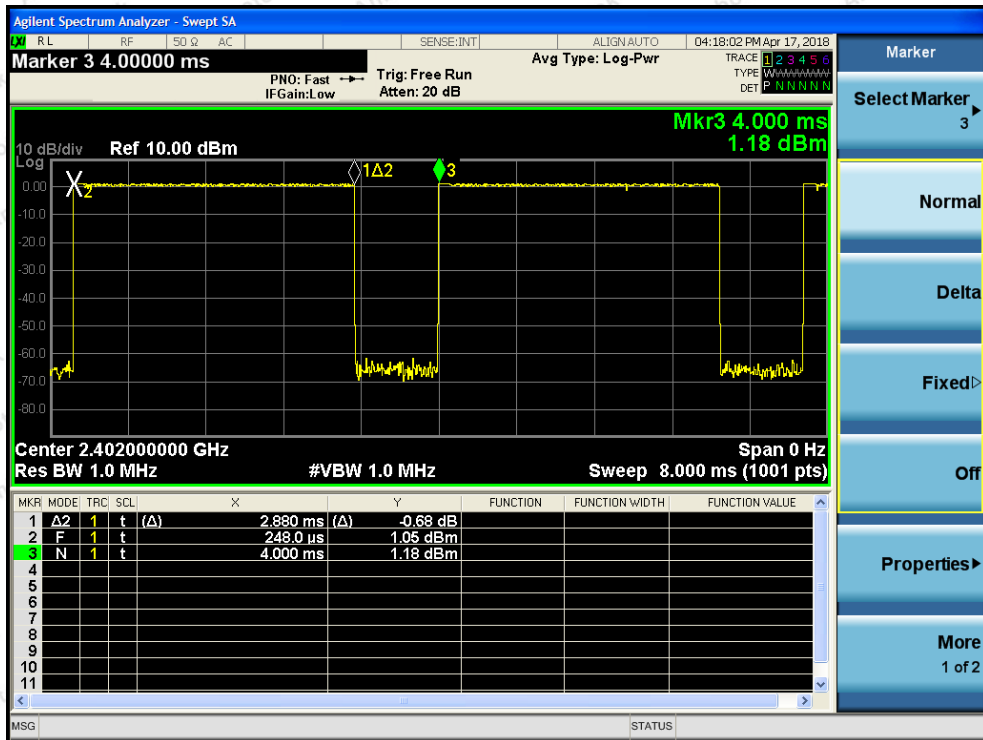 Agilent Spectrum Analyzer - Swept SA
LXI RL RF 50 Ω AC SENSE:INT ALIGNAUTO 04:18:02 PM Apr 17, 2018
Marker 3 4.00000 ms
PNO: Fast
IFGain:Low
Trig: Free Run
Atten: 20 dB
Avg Type: Log-Pwr
TRACE 1 2 3 4 5 6
TYPE WWWWWW
DET P N N N N N
Mkr3 4.000 ms
1.18 dBm
10 dB/div Ref 10.00 dBm
Log
0.00
-10.0
-20.0
-30.0
-40.0
-50.0
-60.0
-70.0
-80.0
X2
1Δ2
3
Center 2.402000000 GHz Span 0 Hz
Res BW 1.0 MHz #VBW 1.0 MHz Sweep 8.000 ms (1001 pts)
MKR MODE TRC SCL X Y FUNCTION FUNCTION WIDTH FUNCTION VALUE
1 Δ2 1 t (Δ) 2.880 ms (Δ) -0.68 dB
2 F 1 t 248.0 µs 1.05 dBm
3 N 1 t 4.000 ms 1.18 dBm
4
5
6
7
8
9
10
11
MSG STATUS
Marker
Select Marker
3
Normal
Delta
Fixed
Off
Properties
More
1 of 2